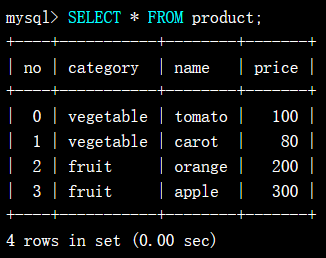 mysql> SELECT * FROM product;
+----+-----------+--------+-------+
| no | category  | name   | price |
+----+-----------+--------+-------+
|  0 | vegetable | tomato |   100 |
|  1 | vegetable | carot  |    80 |
|  2 | fruit     | orange |   200 |
|  3 | fruit     | apple  |   300 |
+----+-----------+--------+-------+
4 rows in set (0.00 sec)